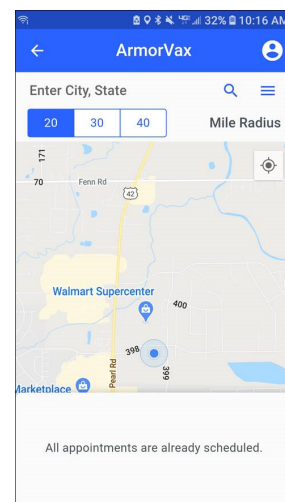 32% 10:16 AM
ArmorVax
Enter City, State
20 30 40 Mile Radius
171
70
Fenn Rd
42
Walmart Supercenter
400
398
399
Pearl Rd
Marketplace
All appointments are already scheduled.